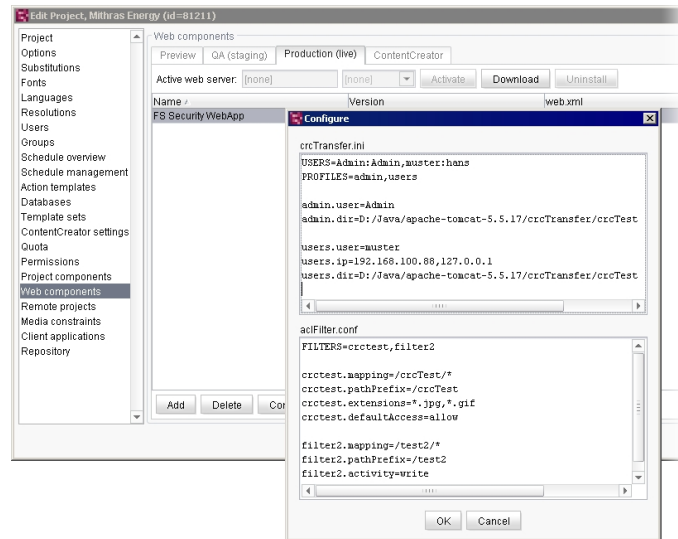 Edit Project, Mithras Energy (id=81211)
Project
Options
Substitutions
Fonts
Languages
Resolutions
Users
Groups
Schedule overview
Schedule management
Action templates
Databases
Template sets
ContentCreator settings
Quota
Permissions
Project components
Web components
Remote projects
Media constraints
Client applications
Repository
Web components
Preview QA (staging) Production (live) ContentCreator
Active web server: [none] [none] Activate Download Uninstall
Name Version web.xml
FS Security WebApp
Add Delete Con
Configure
crcTransfer.ini
USERS=Admin:Admin,muster:hans
PROFILES=admin,users
admin.user=Admin
admin.dir=D:/Java/apache-tomcat-5.5.17/crcTransfer/crcTest
users.user=muster
users.ip=192.168.100.88,127.0.0.1
users.dir=D:/Java/apache-tomcat-5.5.17/crcTransfer/crcTest
aclFilter.conf
FILTERS=crctest,filter2
crctest.mapping=/crcTest/*
crctest.pathPrefix=/crcTest
crctest.extensions=*.jpg,*.gif
crctest.defaultAccess=allow
filter2.mapping=/test2/*
filter2.pathPrefix=/test2
filter2.activity=write
OK Cancel